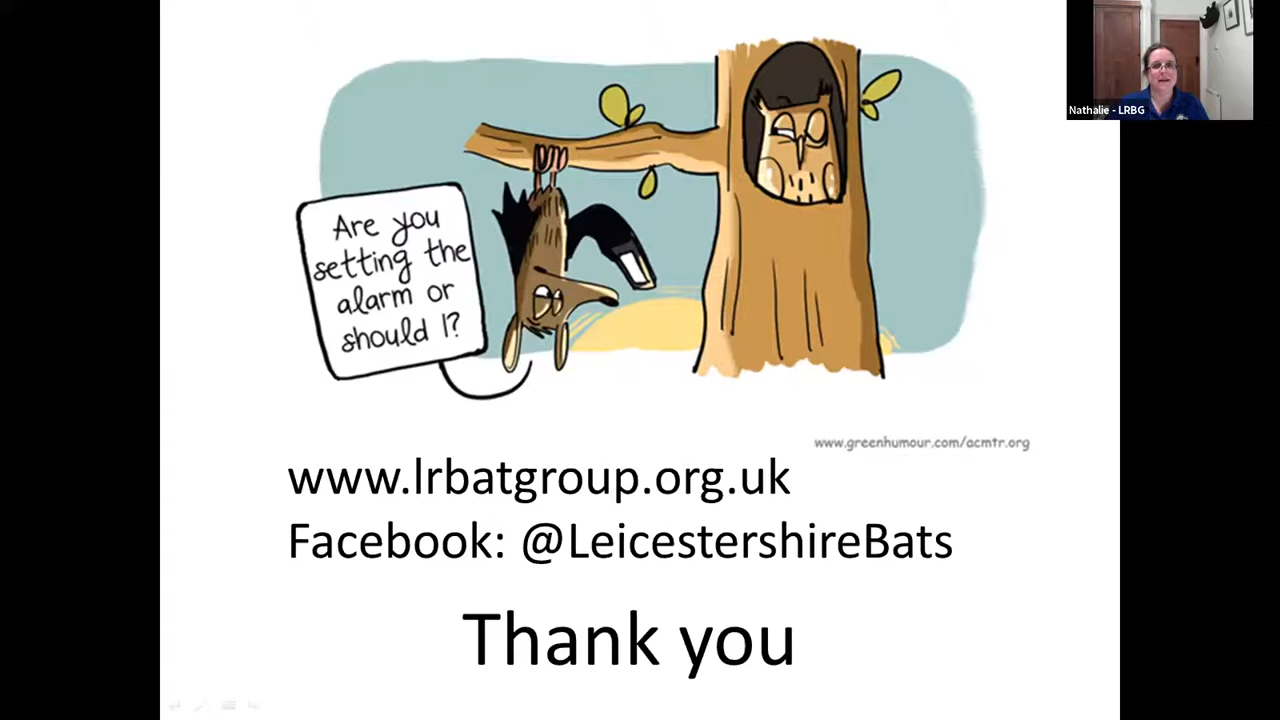 Nathalie - LRBG
Are you
setting the
alarm or
should I?
www.greenhumour.com/acmtr.org
www.lrbatgroup.org.uk
Facebook: @LeicestershireBats
Thank you